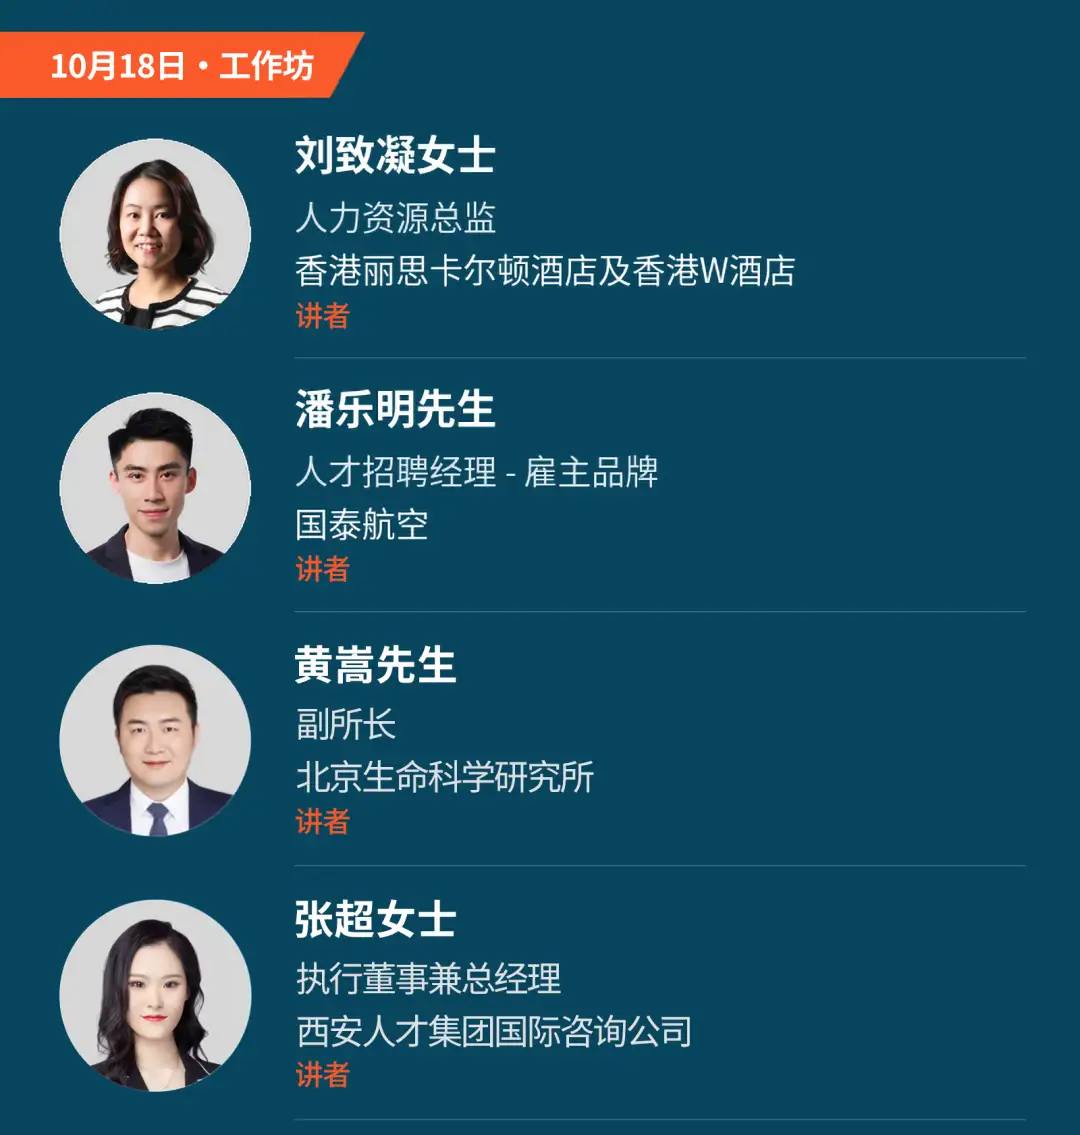 10月18日·工作坊
刘致凝女士
人力资源总监
香港丽思卡尔顿酒店及香港W酒店
讲者
潘乐明先生
人才招聘经理 - 雇主品牌
国泰航空
讲者
黄嵩先生
副所长
北京生命科学研究所
讲者
张超女士
执行董事兼总经理
西安人才集团国际咨询公司
讲者